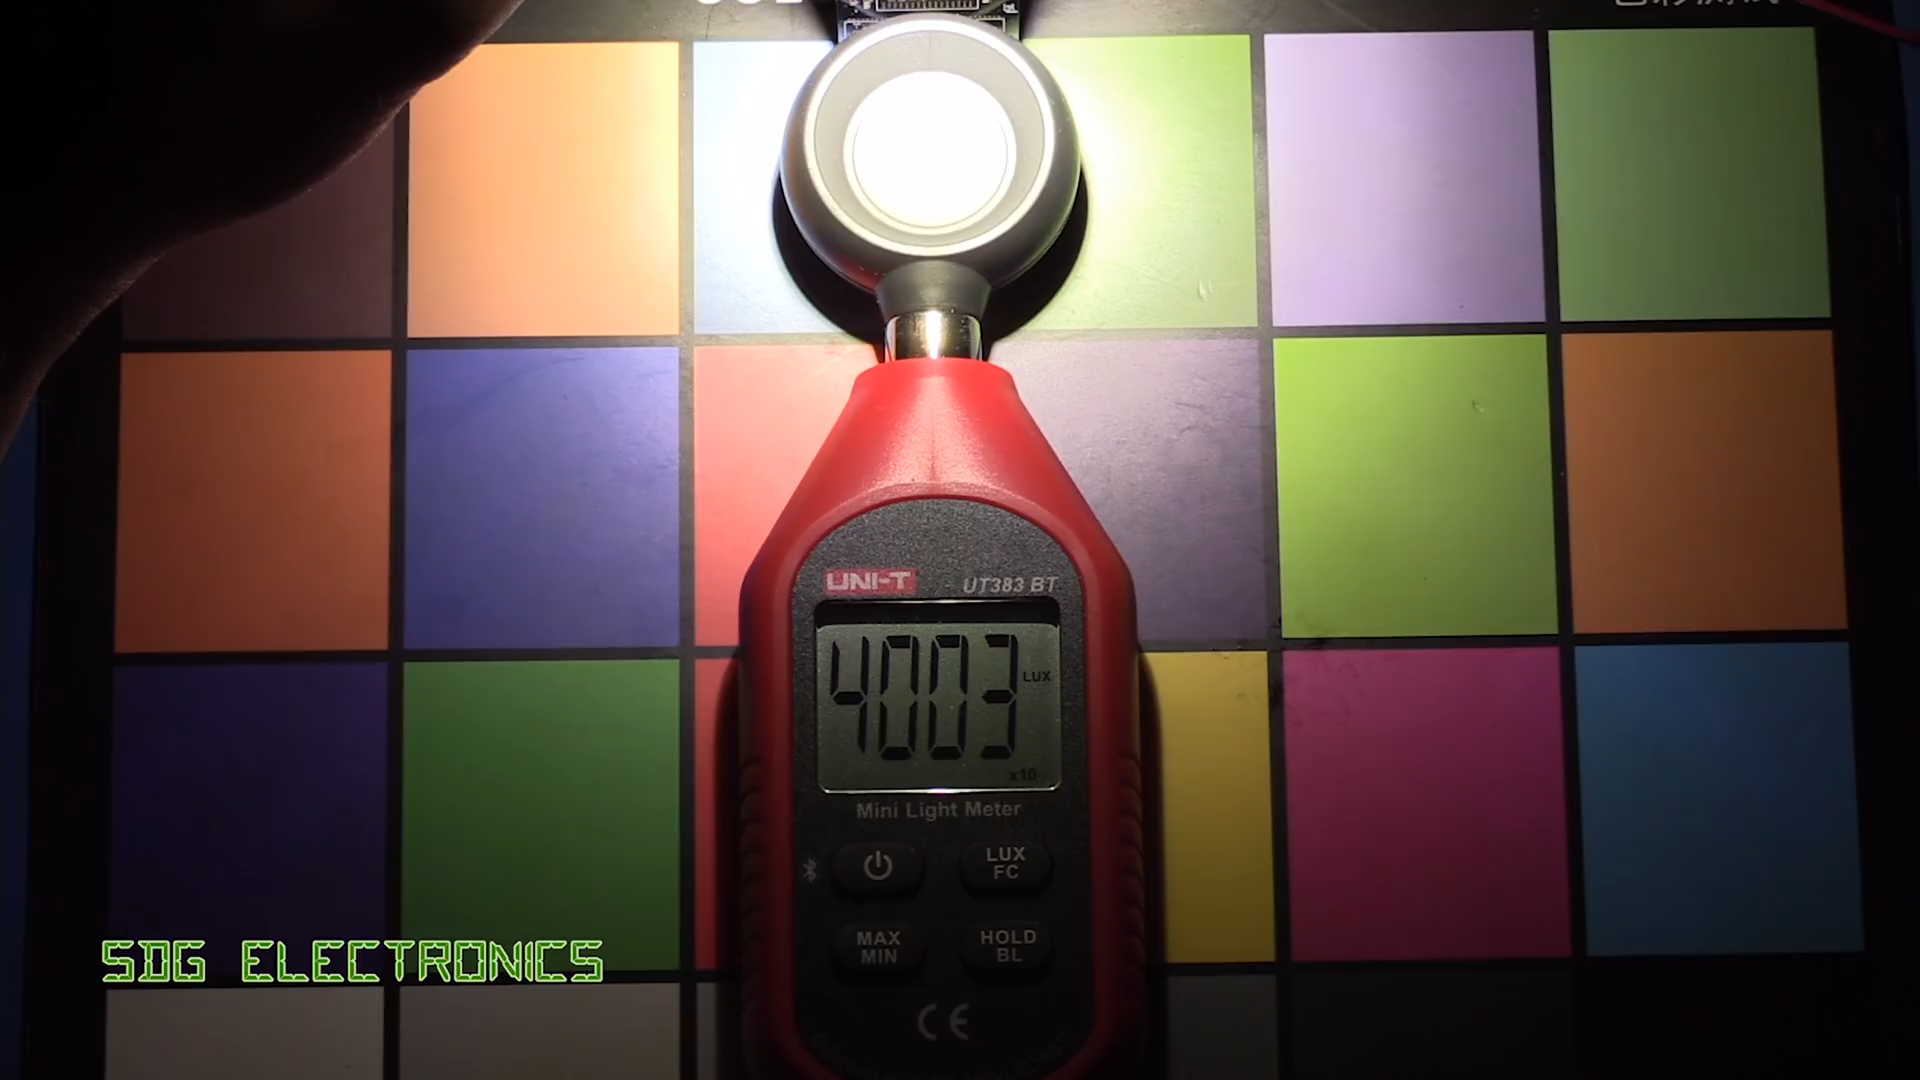 UNI-T UT383 BT
4003 LUX
x10
Mini Light Meter
LUX
FC
MAX
MIN
HOLD
BL
CE
SDG ELECTRONICS